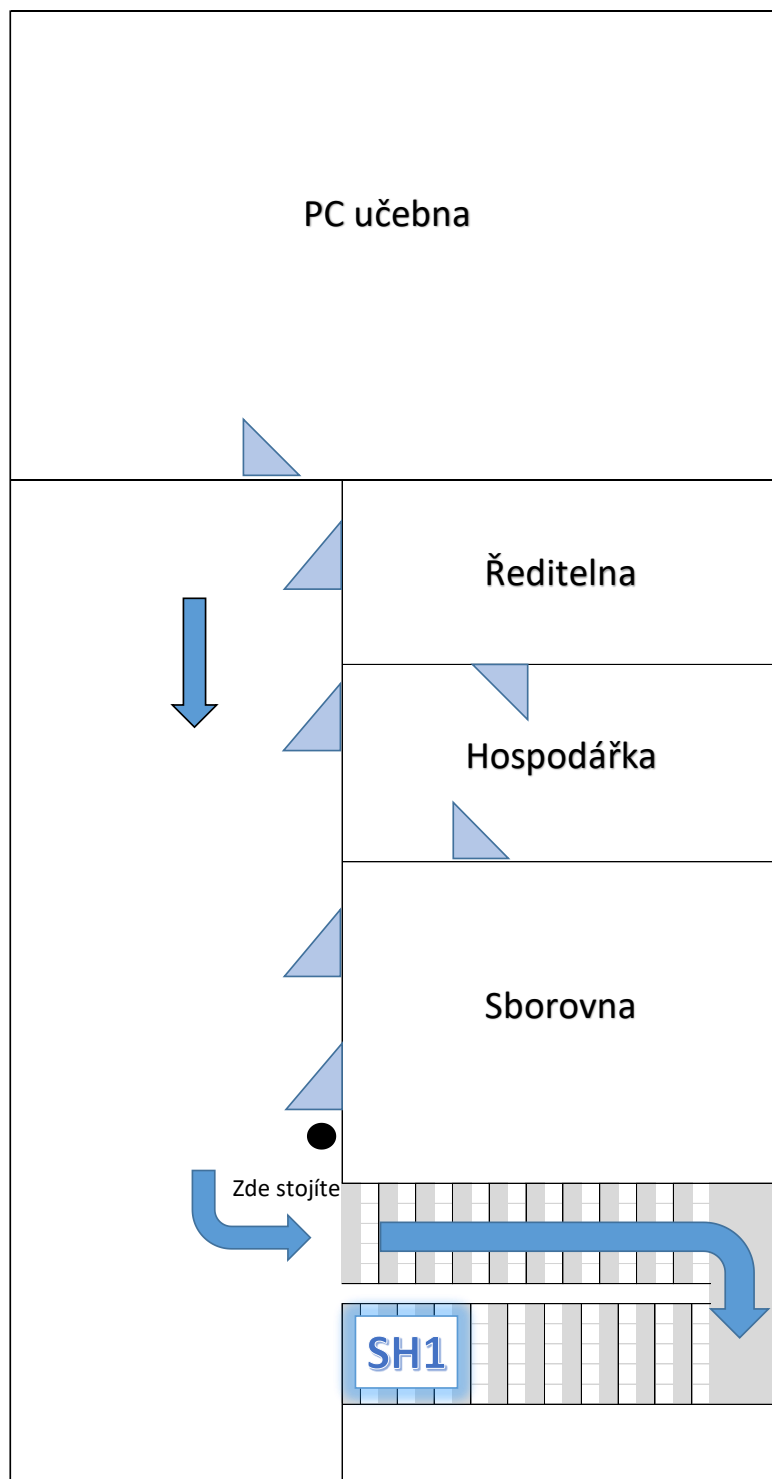 PC učebna
Ředitelna
Hospodářka
Sborovna
Zde stojíte
SH1